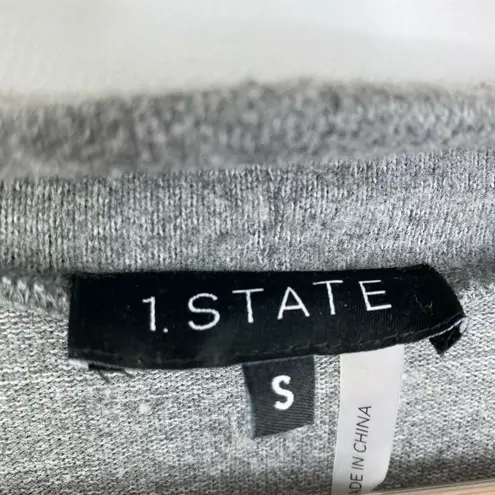 1. STATE
S
DE IN CHINA